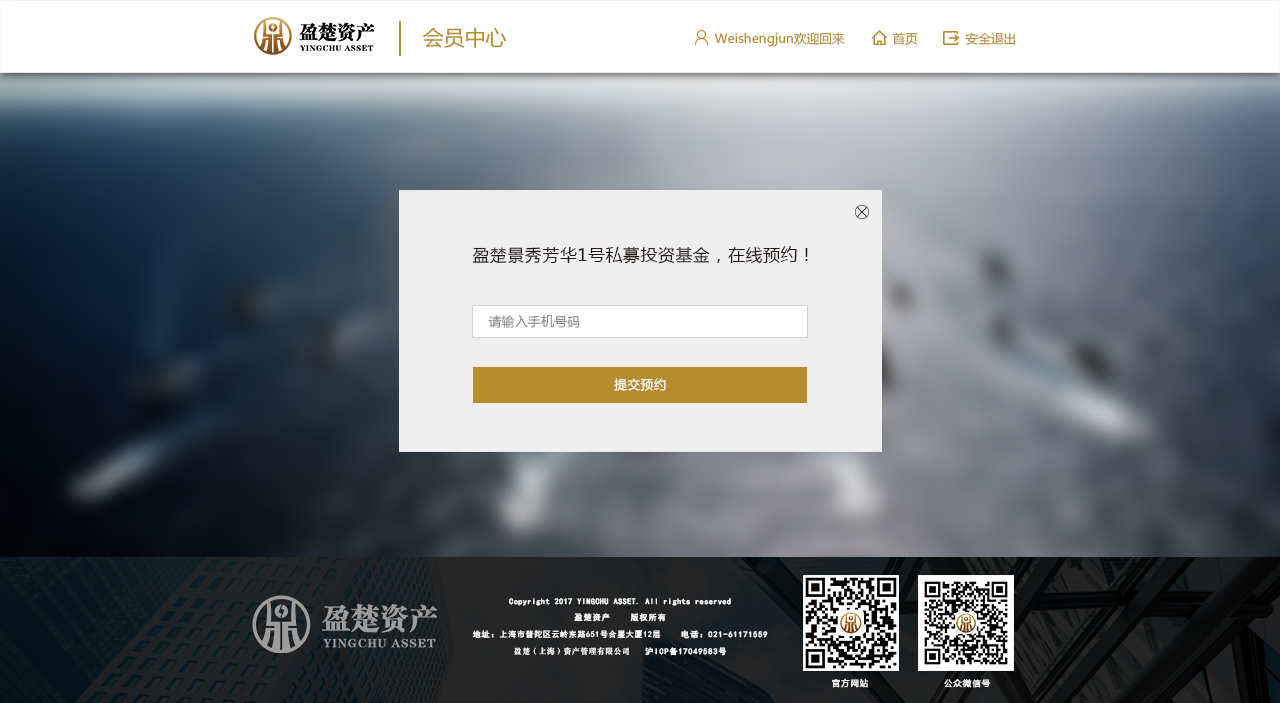 盈楚资产
YINGCHU ASSET
会员中心
Weishengjun欢迎回来
首页
安全退出
盈楚景秀芳华1号私募投资基金，在线预约！
请输入手机号码
提交预约
盈楚资产
YINGCHU ASSET
Copyright 2017 YINGCHU ASSET. All rights reserved
盈楚资产 版权所有
地址：上海市普陀区云岭东路651号合星大厦12层 电话：021-61171559
盈楚（上海）资产管理有限公司 沪ICP备17049583号
官方网站
公众微信号